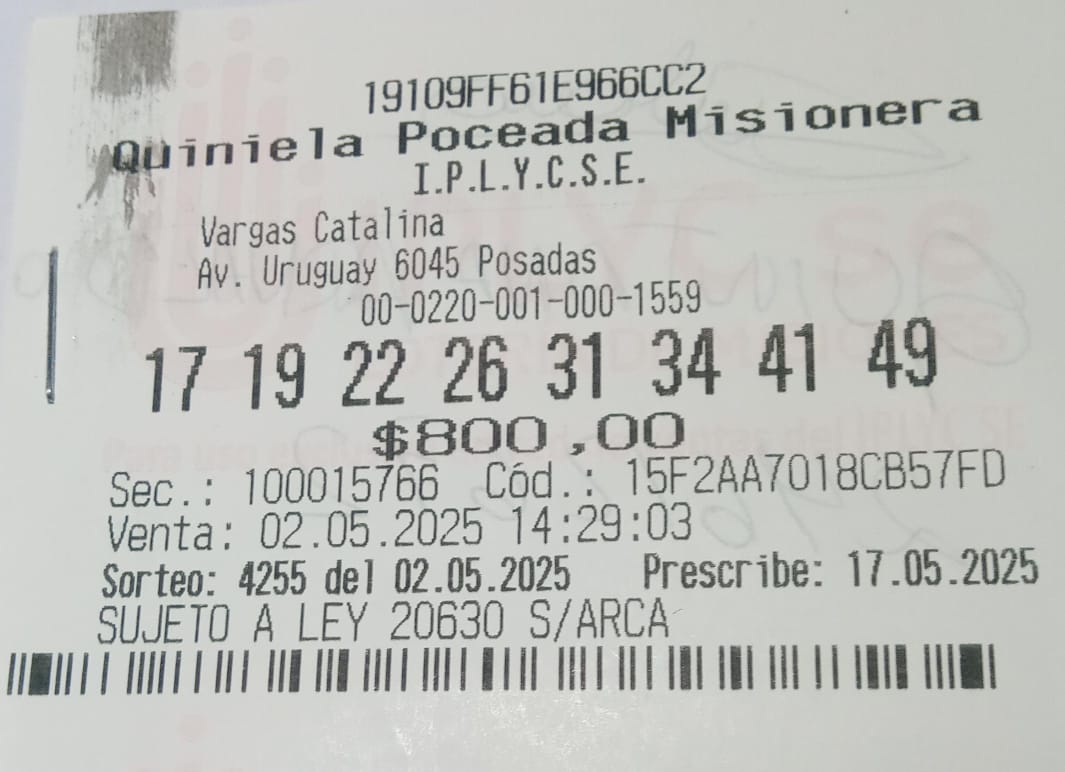 19109FF61E966CC2
Quiniela Poceada Misionera
I.P.L.Y.C.S.E.
Vargas Catalina
Av. Uruguay 6045 Posadas
00-0220-001-000-1559
17 19 22 26 31 34 41 49
$800,00
Sec.: 100015766 Cód.: 15F2AA7018CB57FD
Venta: 02.05.2025 14:29:03
Sorteo: 4255 del 02.05.2025 Prescribe: 17.05.2025
SUJETO A LEY 20630 S/ARCA